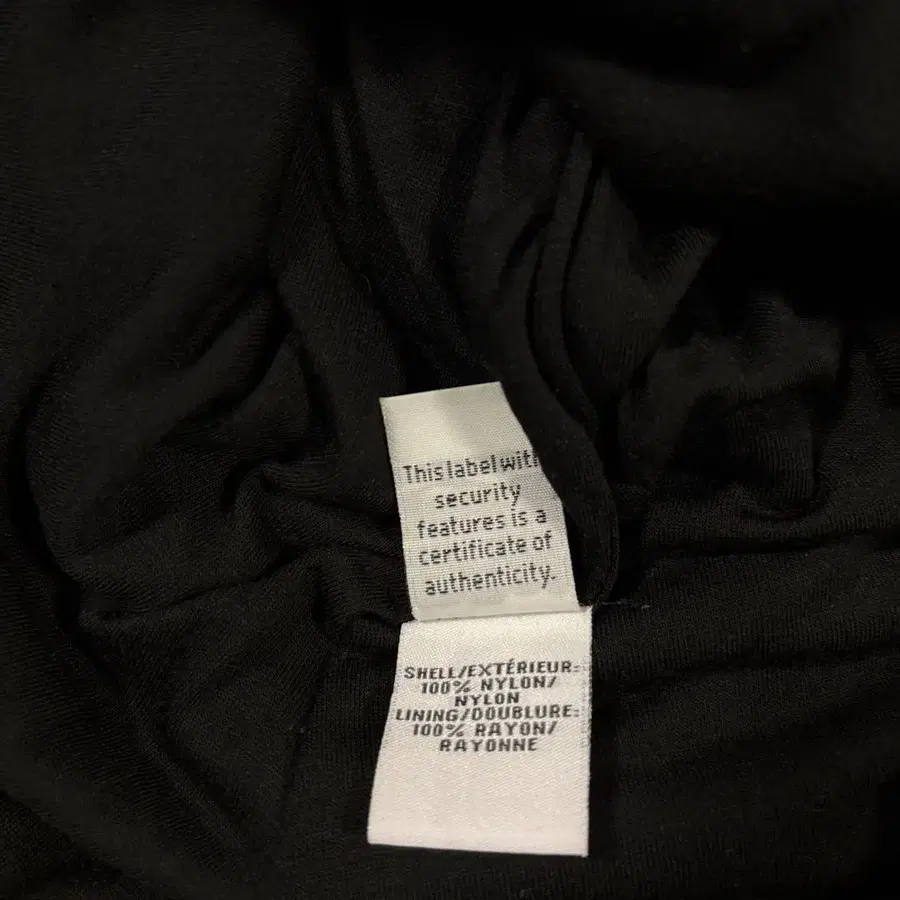 This label with
security
features is a
certificate of
authenticity.
SHELL/EXTÉRIEUR:
100% NYLON/
NYLON
LINING/DOUBLURE:
100% RAYON/
RAYONNE